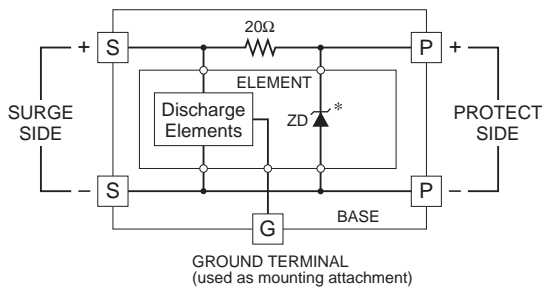 20Ω
+ S P +
ELEMENT
Discharge
Elements
ZD *
SURGE
SIDE
PROTECT
SIDE
– S P –
BASE
G
GROUND TERMINAL
(used as mounting attachment)